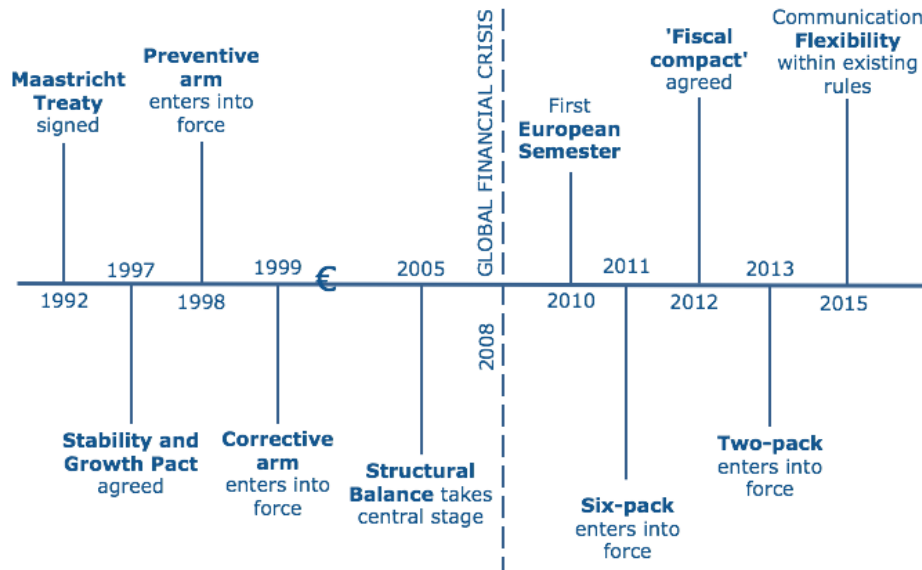 Maastricht
Treaty
signed
Preventive
arm
enters into
force
GLOBAL FINANCIAL CRISIS
First
European
Semester
'Fiscal
compact'
agreed
Communication
Flexibility
within existing
rules
1997
1999
€
2005
2011
2013
1992
1998
2008
2010
2012
2015
Stability and
Growth Pact
agreed
Corrective
arm
enters into
force
Structural
Balance takes
central stage
Six-pack
enters into
force
Two-pack
enters into
force